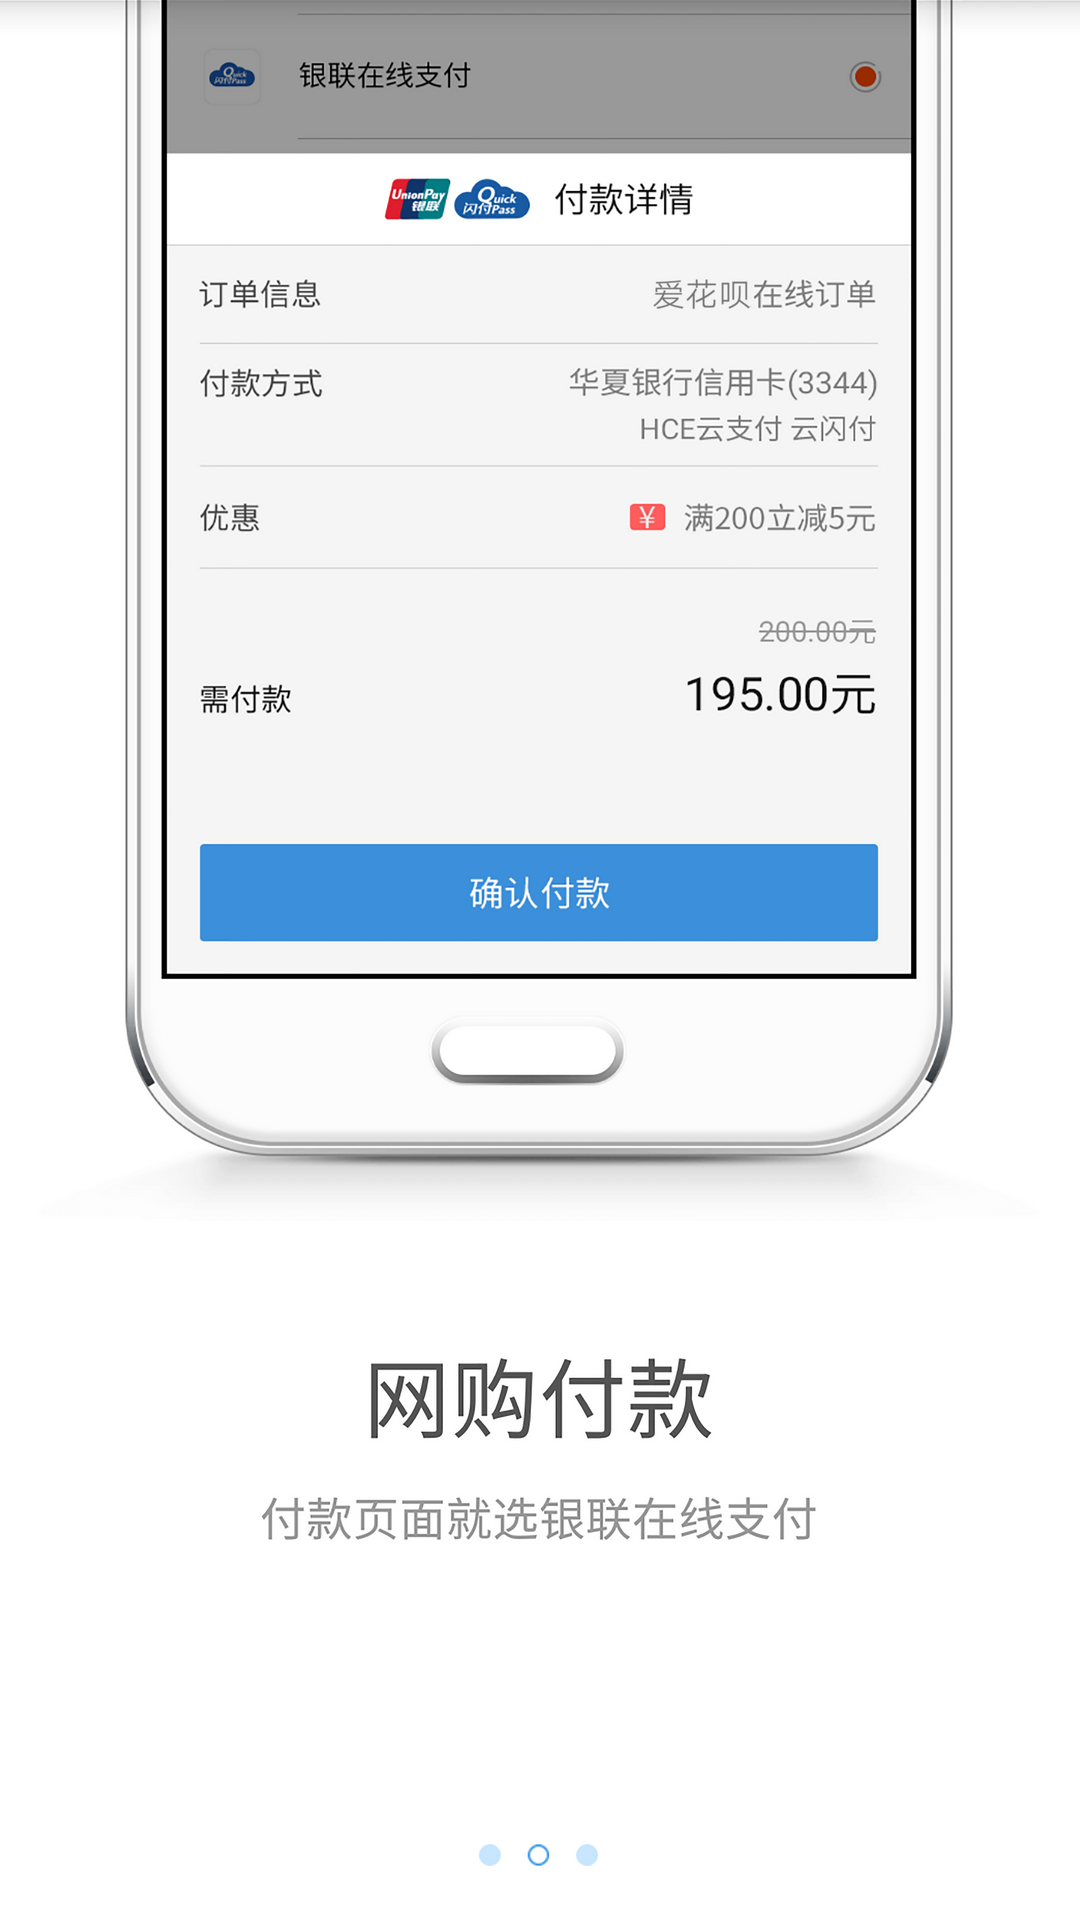 Quick
闪付Pass
银联在线支付
UnionPay
银联
Quick
闪付Pass
付款详情
订单信息
爱花呗在线订单
付款方式
华夏银行信用卡(3344)
HCE云支付 云闪付
优惠
¥ 满200立减5元
200.00元
需付款
195.00元
确认付款
网购付款
付款页面就选银联在线支付